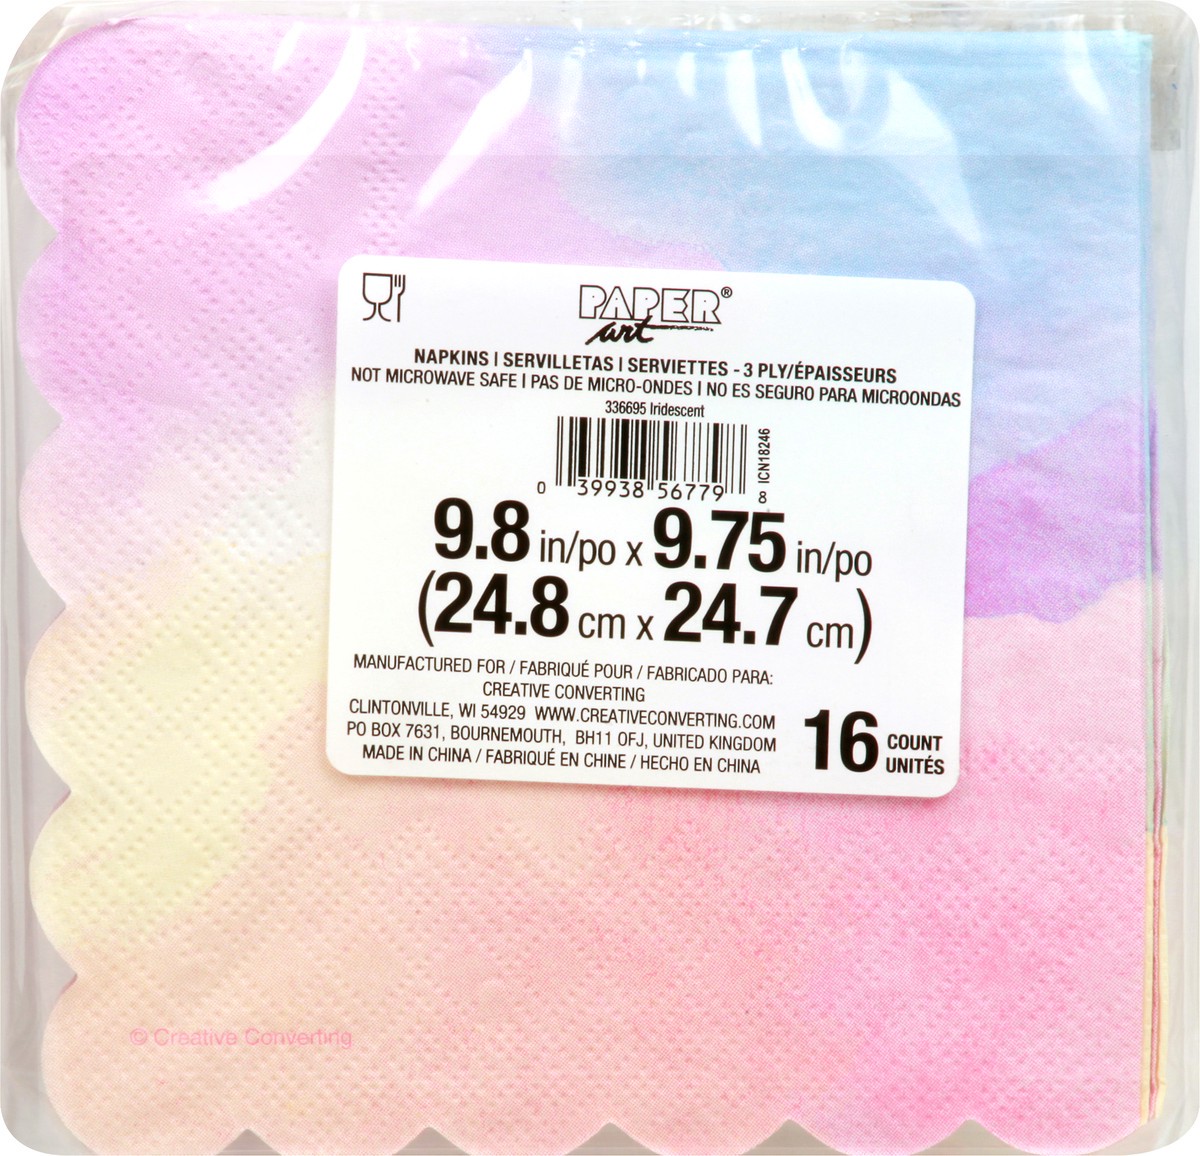 PAPER®
art
NAPKINS | SERVILLETAS | SERVIETTES - 3 PLY/ÉPAISSEURS
NOT MICROWAVE SAFE | PAS DE MICRO-ONDES | NO ES SEGURO PARA MICROONDAS
336695 Iridescent
0 39938 56779 8
ICN18246
9.8 in/po x 9.75 in/po
(24.8 cm x 24.7 cm)
MANUFACTURED FOR / FABRIQUÉ POUR / FABRICADO PARA:
CREATIVE CONVERTING
CLINTONVILLE, WI 54929 WWW.CREATIVECONVERTING.COM
PO BOX 7631, BOURNEMOUTH, BH11 0FJ, UNITED KINGDOM
MADE IN CHINA / FABRIQUÉ EN CHINE / HECHO EN CHINA
16 COUNT
UNITÉS
© Creative Converting